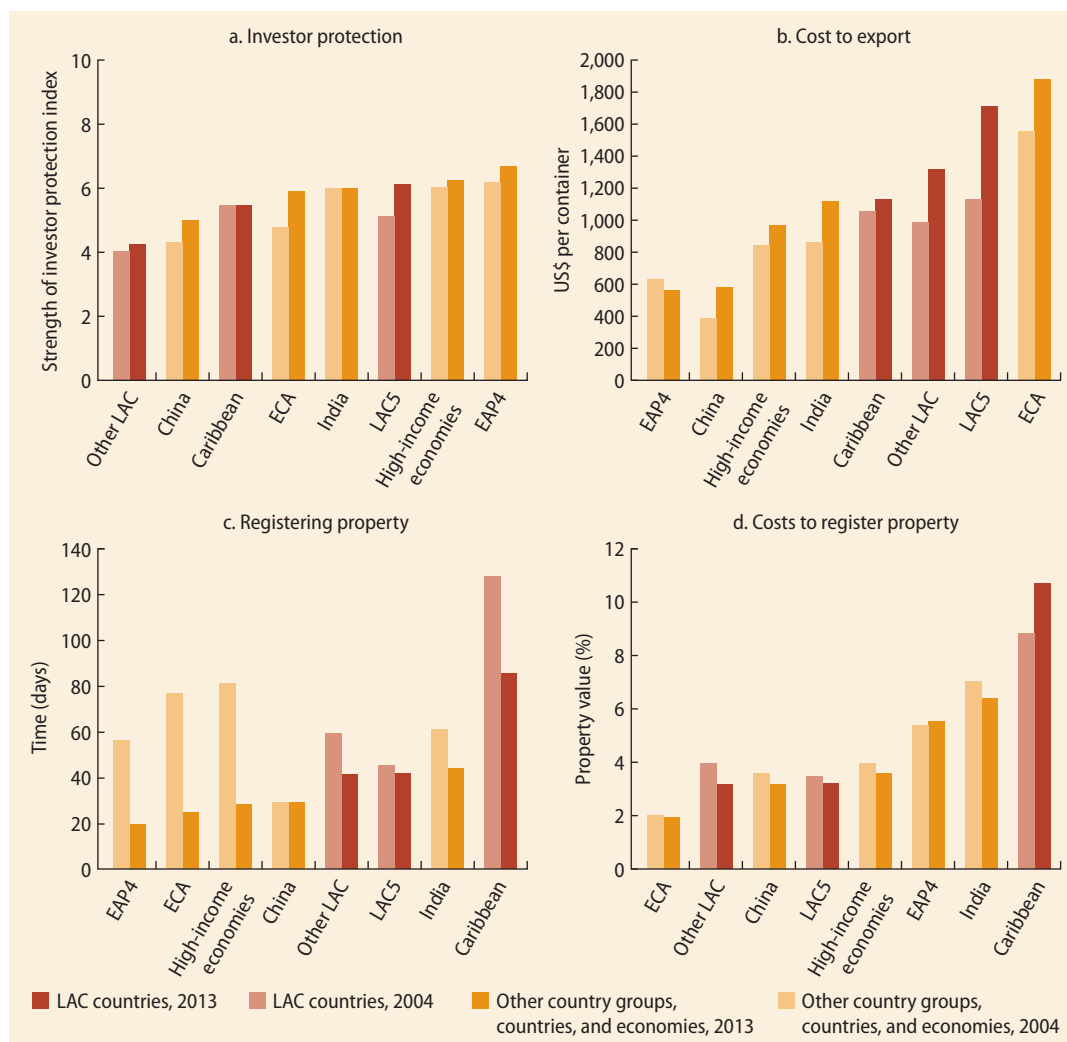 a. Investor protection
Strength of investor protection index
10
8
6
4
2
0
Other LAC
China
Caribbean
ECA
India
LAC5
High-income
economies
EAP4
b. Cost to export
US$ per container
2,000
1,800
1,600
1,400
1,200
1,000
800
600
400
200
0
EAP4
China
High-income
economies
India
Caribbean
Other LAC
LAC5
ECA
c. Registering property
Time (days)
140
120
100
80
60
40
20
0
EAP4
ECA
High-income
economies
China
Other LAC
LAC5
India
Caribbean
d. Costs to register property
Property value (%)
12
10
8
6
4
2
0
ECA
Other LAC
China
LAC5
High-income
economies
EAP4
India
Caribbean
LAC countries, 2013
LAC countries, 2004
Other country groups,
countries, and economies, 2013
Other country groups,
countries, and economies, 2004